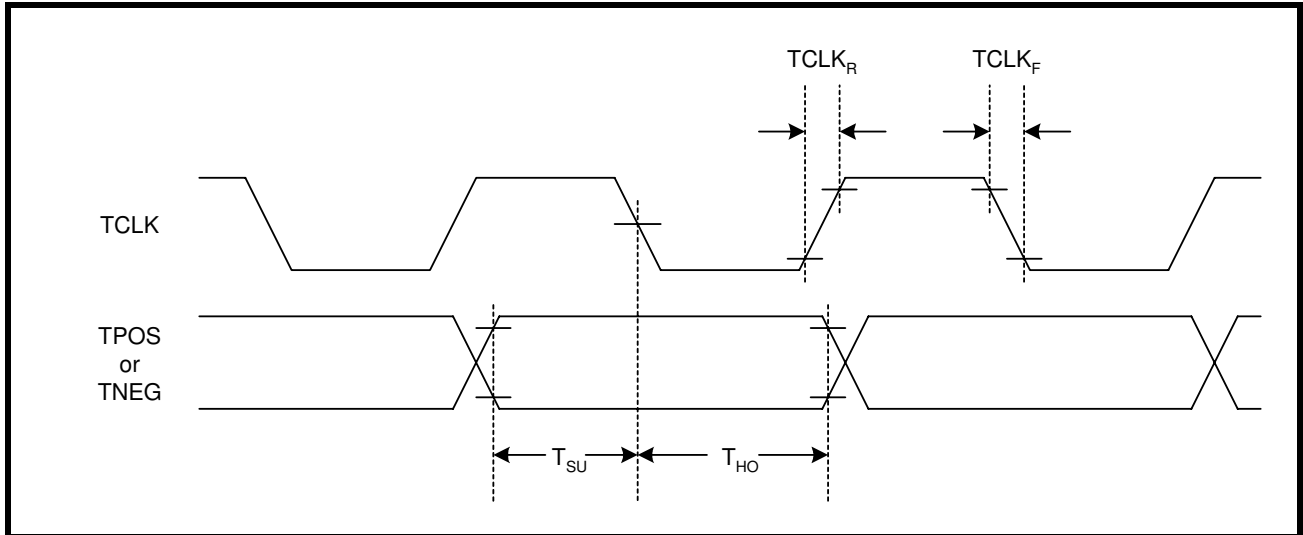 TCLKR
TCLKF
TCLK
TPOS
or
TNEG
TSU
THO